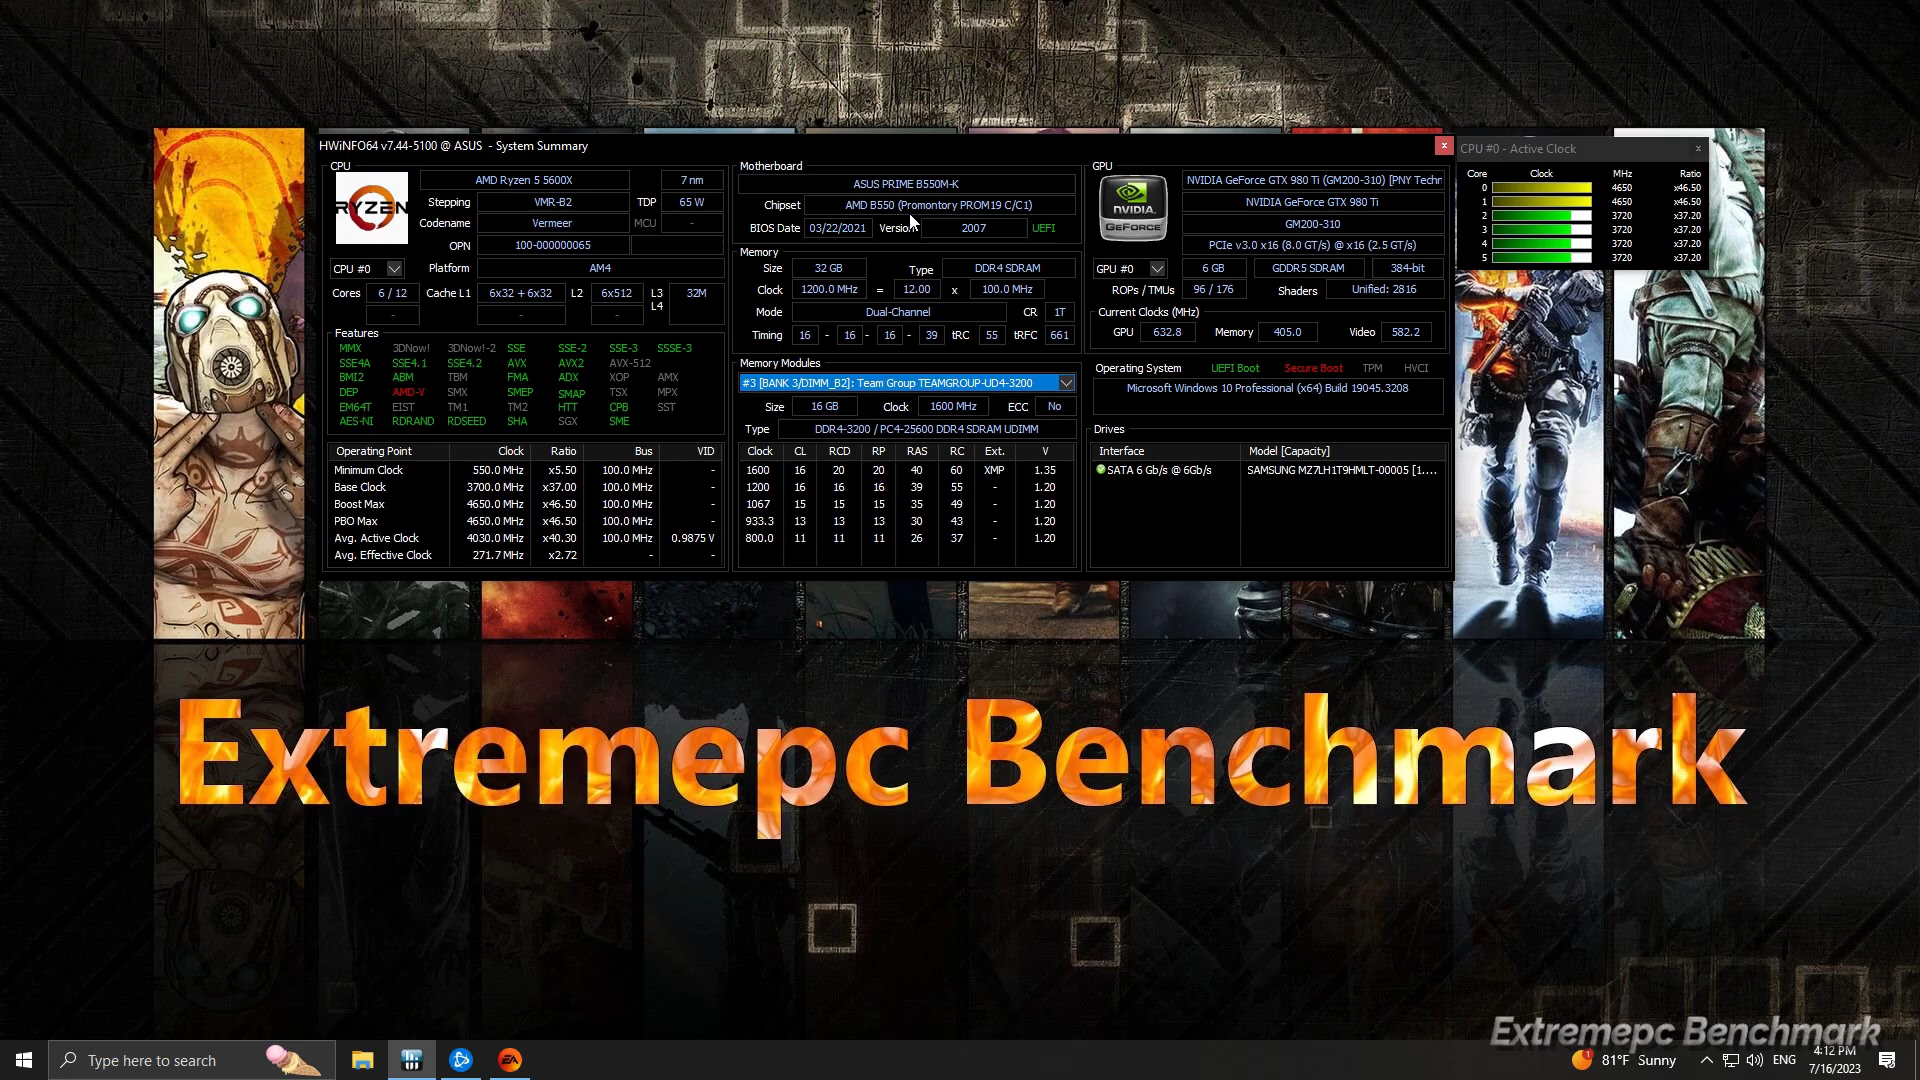 HWiNFO64 v7.44-5100 @ ASUS - System Summary
CPU
RYZEN
AMD Ryzen 5 5600X 7 nm
Stepping VMR-B2 TDP 65 W
Codename Vermeer MCU -
OPN 100-000000065
CPU #0 Platform AM4
Cores 6 / 12 Cache L1 6x32 + 6x32 L2 6x512 L3 32M
- - - L4
Features
MMX 3DNow! 3DNow!-2 SSE SSE-2 SSE-3 SSSE-3
SSE4A SSE4.1 SSE4.2 AVX AVX2 AVX-512
BMI2 ABM TBM FMA ADX XOP AMX
DEP AMD-V SMX SMEP SMAP TSX MPX
EM64T EIST TM1 TM2 HTT CPB SST
AES-NI RDRAND RDSEED SHA SGX SME
Operating Point Clock Ratio Bus VID
Minimum Clock 550.0 MHz x5.50 100.0 MHz -
Base Clock 3700.0 MHz x37.00 100.0 MHz -
Boost Max 4650.0 MHz x46.50 100.0 MHz -
PBO Max 4650.0 MHz x46.50 100.0 MHz -
Avg. Active Clock 4030.0 MHz x40.30 100.0 MHz 0.9875 V
Avg. Effective Clock 271.7 MHz x2.72 - -
Motherboard
ASUS PRIME B550M-K
Chipset AMD B550 (Promontory PROM19 C/C1)
BIOS Date 03/22/2021 Version 2007 UEFI
Memory
Size 32 GB Type DDR4 SDRAM
Clock 1200.0 MHz = 12.00 x 100.0 MHz
Mode Dual-Channel CR 1T
Timing 16 - 16 - 16 - 39 tRC 55 tRFC 661
Memory Modules
#3 [BANK 3/DIMM_B2]: Team Group TEAMGROUP-UD4-3200
Size 16 GB Clock 1600 MHz ECC No
Type DDR4-3200 / PC4-25600 DDR4 SDRAM UDIMM
Clock CL RCD RP RAS RC Ext. V
1600 16 20 20 40 60 XMP 1.35
1200 16 16 16 39 55 - 1.20
1067 15 15 15 35 49 - 1.20
933.3 13 13 13 30 43 - 1.20
800.0 11 11 11 26 37 - 1.20
GPU
NVIDIA.
GEFORCE
NVIDIA GeForce GTX 980 Ti (GM200-310) [PNY Techn
NVIDIA GeForce GTX 980 Ti
GM200-310
PCIe v3.0 x16 (8.0 GT/s) @ x16 (2.5 GT/s)
GPU #0 6 GB GDDR5 SDRAM 384-bit
ROPs / TMUs 96 / 176 Shaders Unified: 2816
Current Clocks (MHz)
GPU 632.8 Memory 405.0 Video 582.2
Operating System UEFI Boot Secure Boot TPM HVCI
Microsoft Windows 10 Professional (x64) Build 19045.3208
Drives
Interface Model [Capacity]
SATA 6 Gb/s @ 6Gb/s SAMSUNG MZ7LH1T9HMLT-00005 [1....
CPU #0 - Active Clock
Core Clock MHz Ratio
0 4650 x46.50
1 4650 x46.50
2 3720 x37.20
3 3720 x37.20
4 3720 x37.20
5 3720 x37.20
Extremepc Benchmark
Extremepc Benchmark
Type here to search
EA
1
81°F Sunny
ENG
4:12 PM
7/16/2023